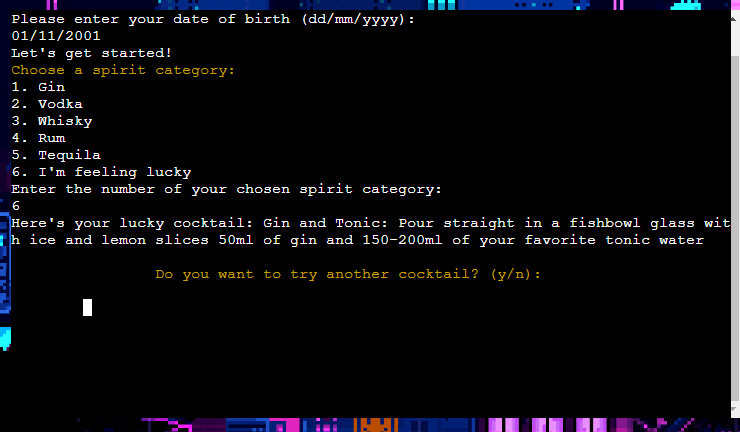 Please enter your date of birth (dd/mm/yyyy):
01/11/2001
Let's get started!
Choose a spirit category:
1. Gin
2. Vodka
3. Whisky
4. Rum
5. Tequila
6. I'm feeling lucky
Enter the number of your chosen spirit category:
6
Here's your lucky cocktail: Gin and Tonic: Pour straight in a fishbowl glass wit
h ice and lemon slices 50ml of gin and 150-200ml of your favorite tonic water
Do you want to try another cocktail? (y/n):